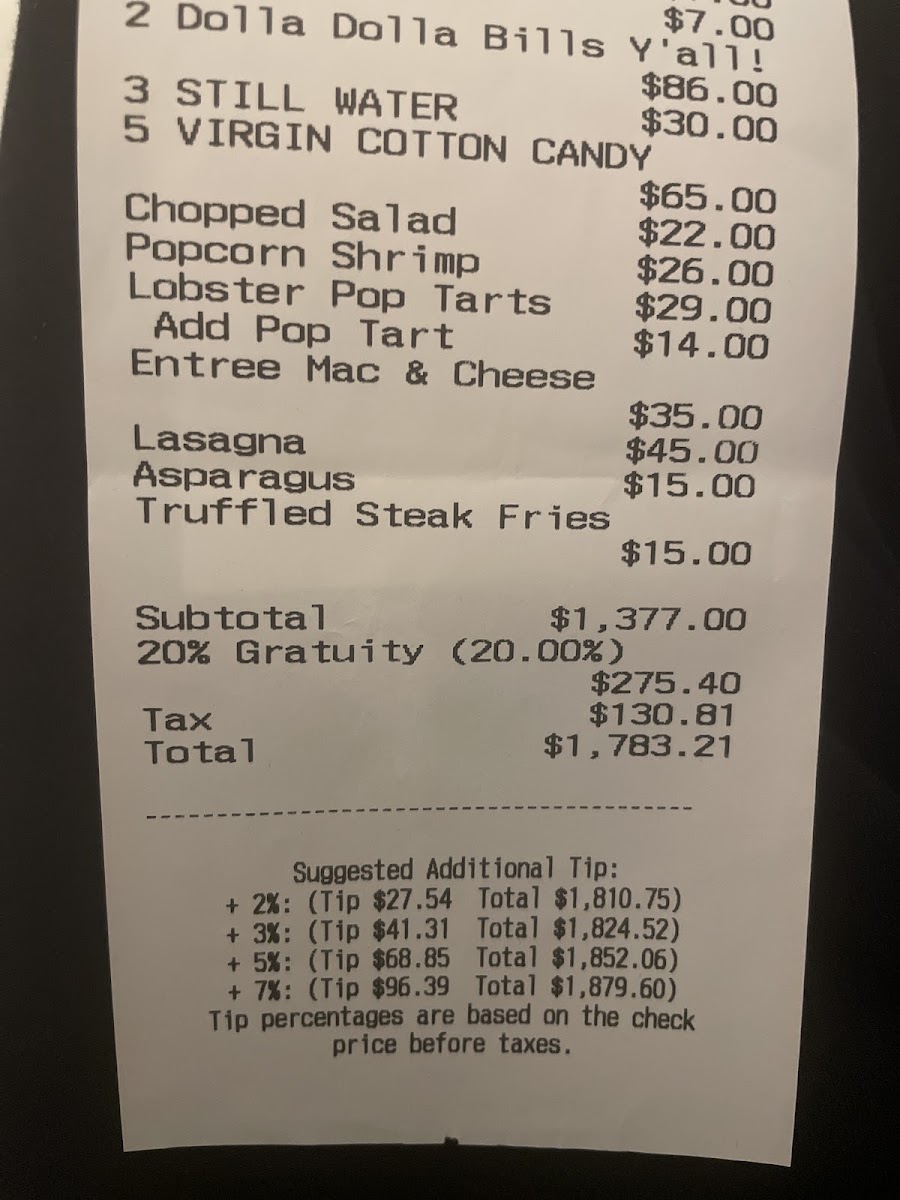 $7.00
2 Dolla Dolla Bills Y'all!
$86.00
3 STILL WATER $30.00
5 VIRGIN COTTON CANDY
$65.00
Chopped Salad $22.00
Popcorn Shrimp $26.00
Lobster Pop Tarts $29.00
Add Pop Tart $14.00
Entree Mac & Cheese
$35.00
Lasagna $45.00
Asparagus $15.00
Truffled Steak Fries
$15.00
Subtotal $1,377.00
20% Gratuity (20.00%)
$275.40
Tax $130.81
Total $1,783.21
--------------------------------------
Suggested Additional Tip:
+ 2%: (Tip $27.54 Total $1,810.75)
+ 3%: (Tip $41.31 Total $1,824.52)
+ 5%: (Tip $68.85 Total $1,852.06)
+ 7%: (Tip $96.39 Total $1,879.60)
Tip percentages are based on the check
price before taxes.